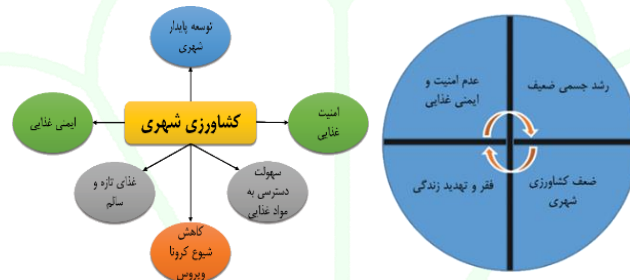 توسعه پایدار
شهری
امنیت
غذایی
کشاورزی شهری
ایمنی غذایی
سهولت
دسترسی به
مواد غذایی
غذای تازه و
سالم
کاهش
شیوع کرونا
ویروس
رشد جسمی ضعیف
عدم امنیت و
ایمنی غذایی
ضعف کشاورزی
شهری
فقر و تهدید زندگی